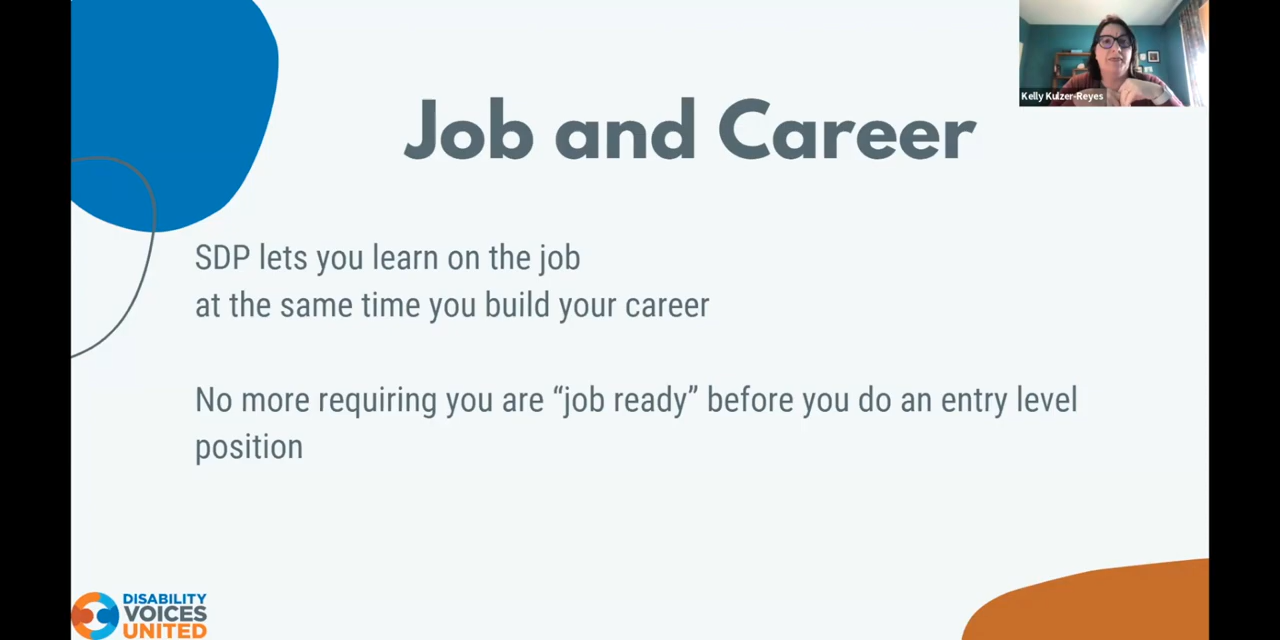 Kelly Kulzer-Reyes
Job and Career
SDP lets you learn on the job
at the same time you build your career
No more requiring you are “job ready” before you do an entry level
position
DISABILITY
VOICES
UNITED